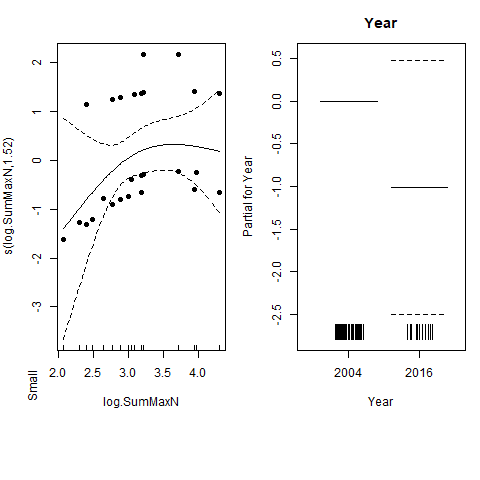 s(log.SumMaxN,1.52)
2
1
0
-1
-2
-3
2.0 2.5 3.0 3.5 4.0
log.SumMaxN
Small
Year
Partial for Year
0.5
0.0
-0.5
-1.0
-1.5
-2.0
-2.5
2004 2016
Year